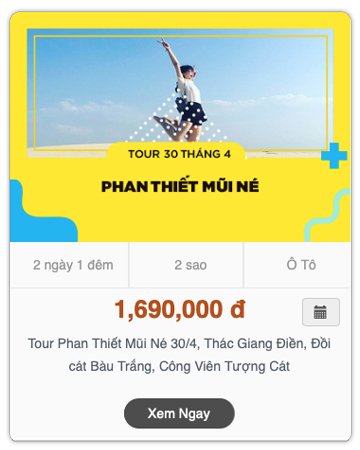 TOUR 30 THÁNG 4
PHAN THIẾT MŨI NÉ
2 ngày 1 đêm
2 sao
Ô Tô
1,690,000 đ
Tour Phan Thiết Mũi Né 30/4, Thác Giang Điền, Đồi
cát Bàu Trắng, Công Viên Tượng Cát
Xem Ngay